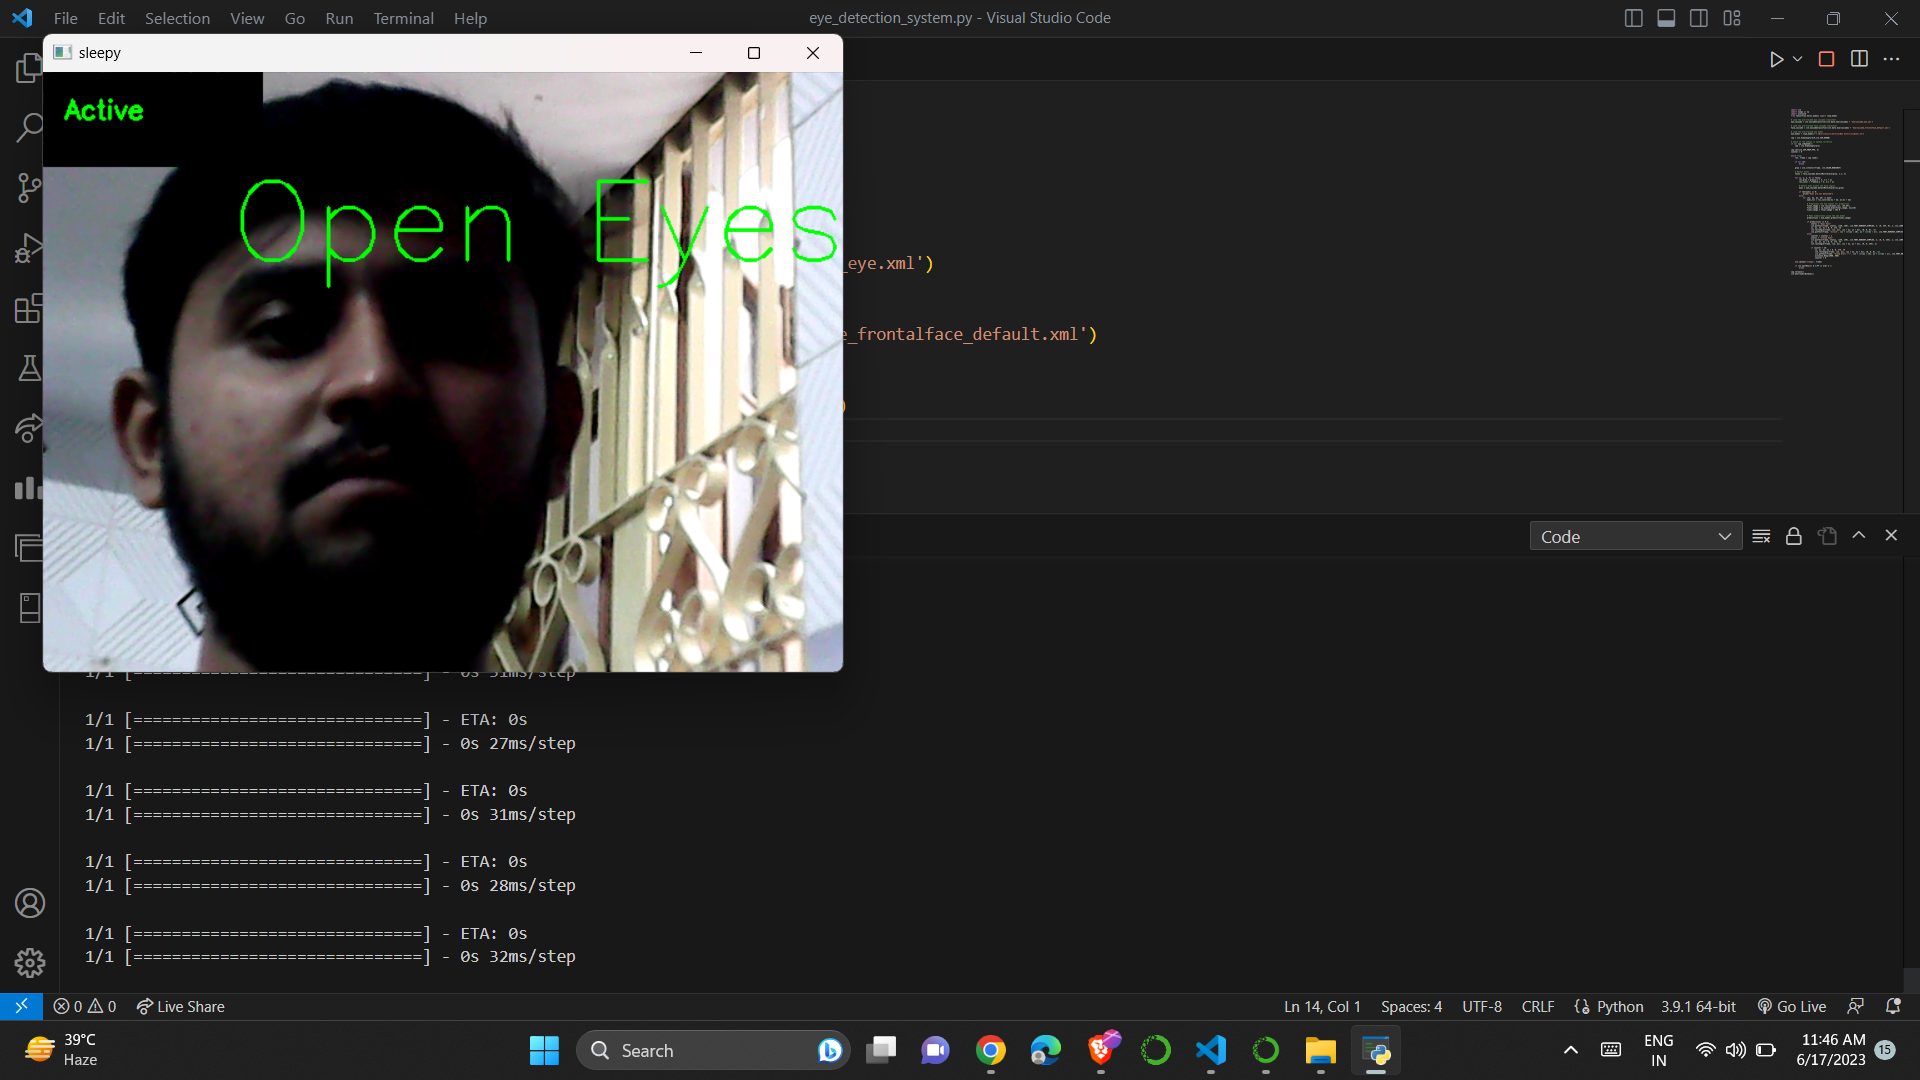 File Edit Selection View Go Run Terminal Help
eye_detection_system.py - Visual Studio Code
sleepy
Active
Open Eyes
_eye.xml')
e_frontalface_default.xml')
)
Code
1/1 [==============================] - 0s 31ms/step
1/1 [==============================] - ETA: 0s
1/1 [==============================] - 0s 27ms/step
1/1 [==============================] - ETA: 0s
1/1 [==============================] - 0s 31ms/step
1/1 [==============================] - ETA: 0s
1/1 [==============================] - 0s 28ms/step
1/1 [==============================] - ETA: 0s
1/1 [==============================] - 0s 32ms/step
0 0 Live Share
Ln 14, Col 1 Spaces: 4 UTF-8 CRLF Python 3.9.1 64-bit Go Live
39°C
Haze
Search
ENG
IN
11:46 AM
6/17/2023
15